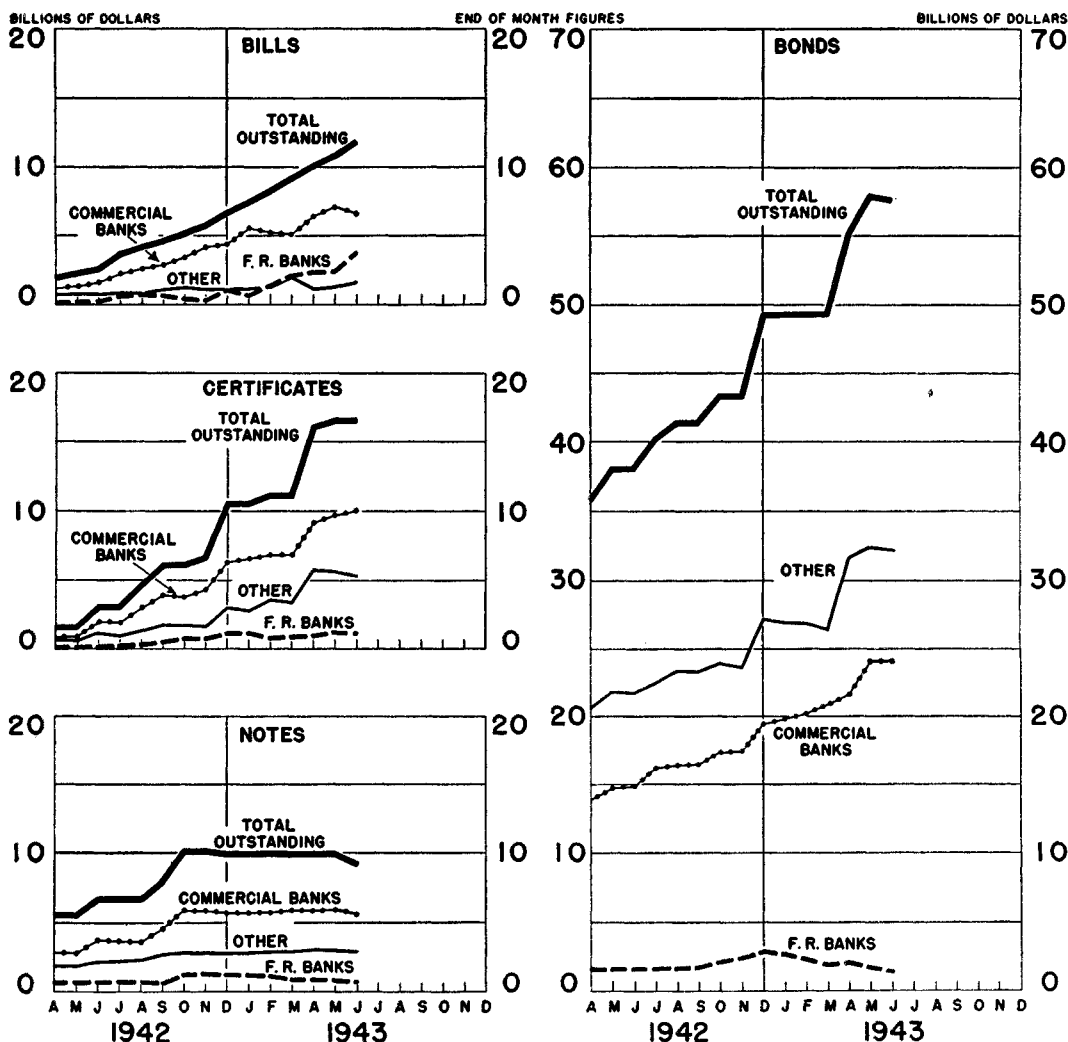 BILLIONS OF DOLLARS END OF MONTH FIGURES BILLIONS OF DOLLARS
20 BILLS 20
TOTAL
OUTSTANDING
10 10
COMMERCIAL
BANKS
F. R. BANKS
OTHER
0 0
20 CERTIFICATES 20
TOTAL
OUTSTANDING
10 10
COMMERCIAL
BANKS
OTHER
F. R. BANKS
0 0
20 NOTES 20
TOTAL
OUTSTANDING
10 10
COMMERCIAL BANKS
OTHER
F. R. BANKS
0 0
A M J J A S O N D J F M A M J J A S O N D
1942 1943
70 BONDS 70
60 60
TOTAL
OUTSTANDING
50 50
40 40
30 OTHER 30
20 20
COMMERCIAL
BANKS
10 10
F. R. BANKS
0 0
A M J J A S O N D J F M A M J J A S O N D
1942 1943